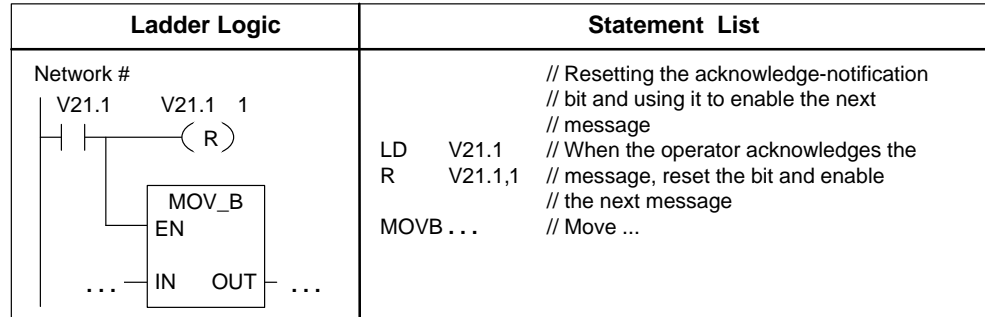 Ladder Logic
Statement List
Network #
V21.1 V21.1 1
R
MOV_B
EN
... IN OUT ...
// Resetting the acknowledge-notification
// bit and using it to enable the next
// message
LD V21.1 // When the operator acknowledges the
R V21.1,1 // message, reset the bit and enable
// the next message
MOVB ... // Move ...